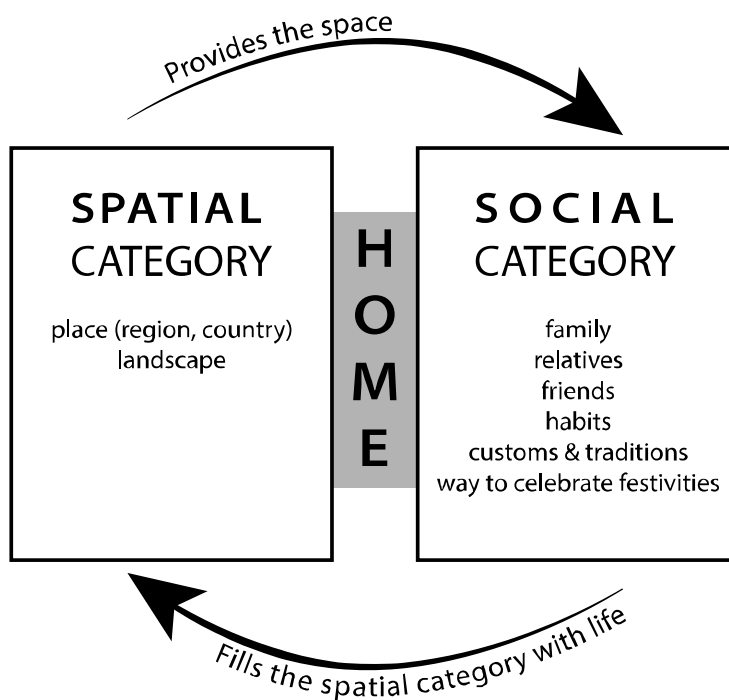 Provides the space
SPATIAL
CATEGORY
place (region, country)
landscape
HOME
SOCIAL
CATEGORY
family
relatives
friends
habits
customs & traditions
way to celebrate festivities
Fills the spatial category with life